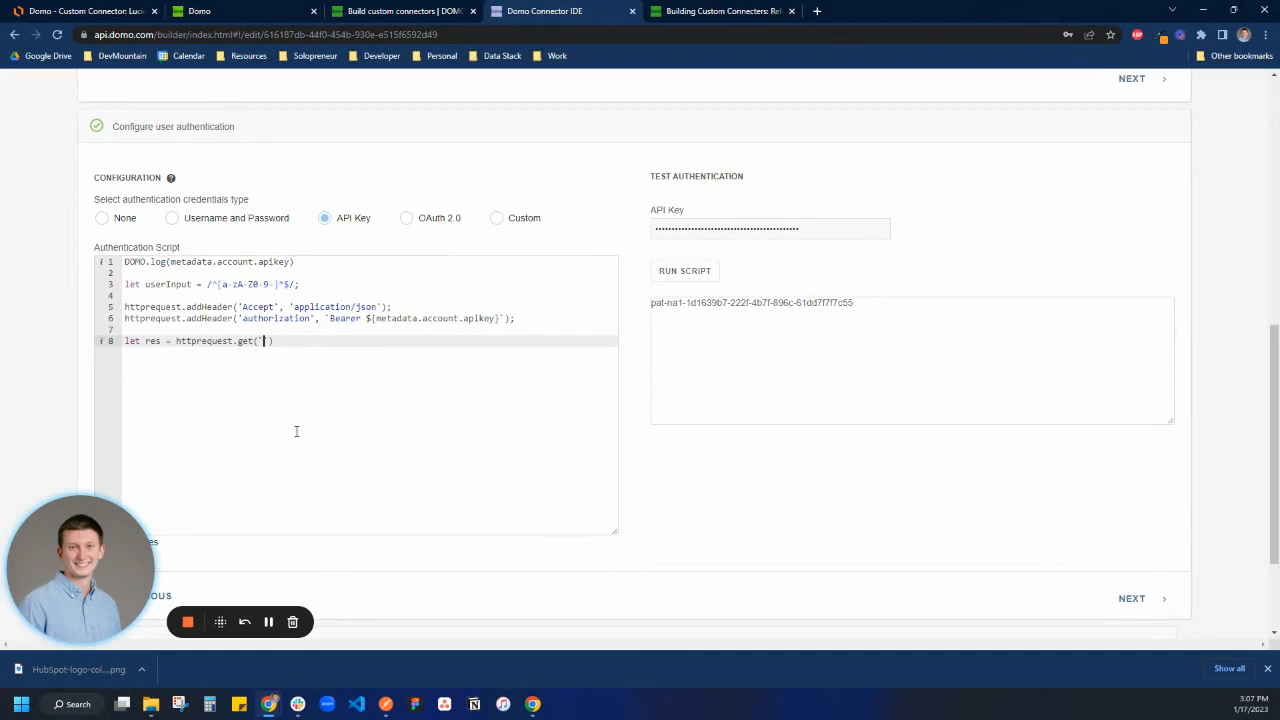 Domo - Custom Connector: Luci
Domo
Build custom connectors | DOMO
Domo Connector IDE
Building Custom Connecters: Ref
api.domo.com/builder/index.html#!/edit/616187db-44f0-454b-930e-e515f6592d49
Google Drive
DevMountain
Calendar
Resources
Solopreneur
Developer
Personal
Data Stack
Work
Other bookmarks
NEXT
Configure user authentication
CONFIGURATION
TEST AUTHENTICATION
Select authentication credentials type
None
Username and Password
API Key
OAuth 2.0
Custom
API Key
••••••••••••••••••••••••••••••••••••••••••••
Authentication Script
RUN SCRIPT
i 1 DOMO.log(metadata.account.apikey)
2
i 3 let userInput = /^[a-zA-Z0-9-]*$/;
4
5 httprequest.addHeader('Accept', 'application/json');
i 6 httprequest.addHeader('authorization', `Bearer ${metadata.account.apikey}`);
7
i 8 let res = httprequest.get(``)
pat-na1-1d1639b7-222f-4b7f-896c-61dd7f7f7c55
es
OUS
NEXT
HubSpot-logo-col....png
Show all
Search
3:07 PM
1/17/2023